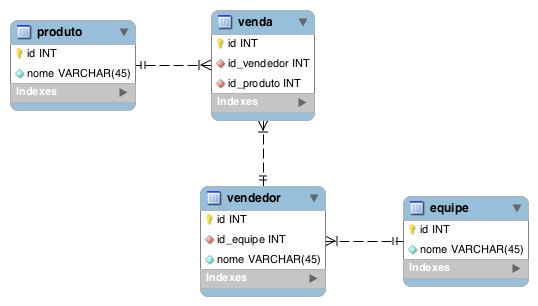 produto
id INT
nome VARCHAR(45)
Indexes
venda
id INT
id_vendedor INT
id_produto INT
Indexes
vendedor
id INT
id_equipe INT
nome VARCHAR(45)
Indexes
equipe
id INT
nome VARCHAR(45)
Indexes